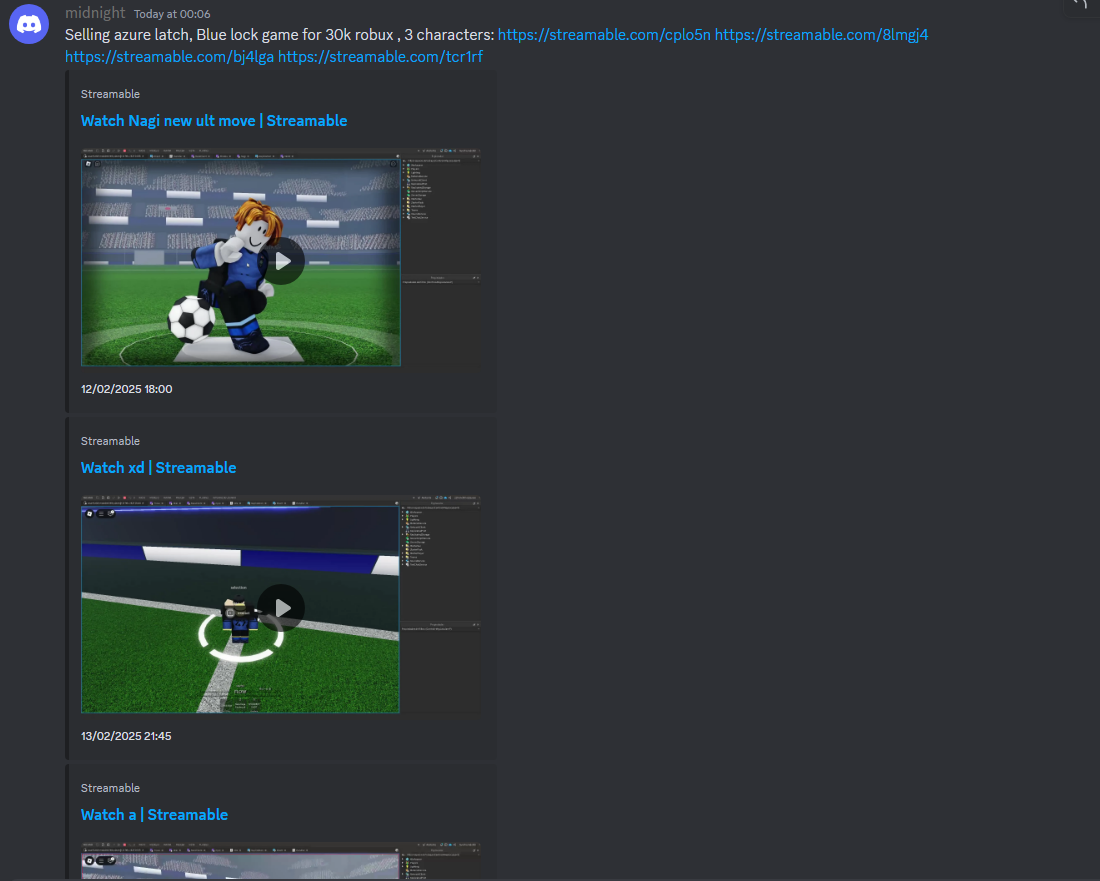 midnight Today at 00:06
Selling azure latch, Blue lock game for 30k robux , 3 characters: https://streamable.com/cplo5n https://streamable.com/8lmgj4
https://streamable.com/bj4lga https://streamable.com/tcr1rf
Streamable
Watch Nagi new ult move | Streamable
12/02/2025 18:00
Streamable
Watch xd | Streamable
13/02/2025 21:45
Streamable
Watch a | Streamable